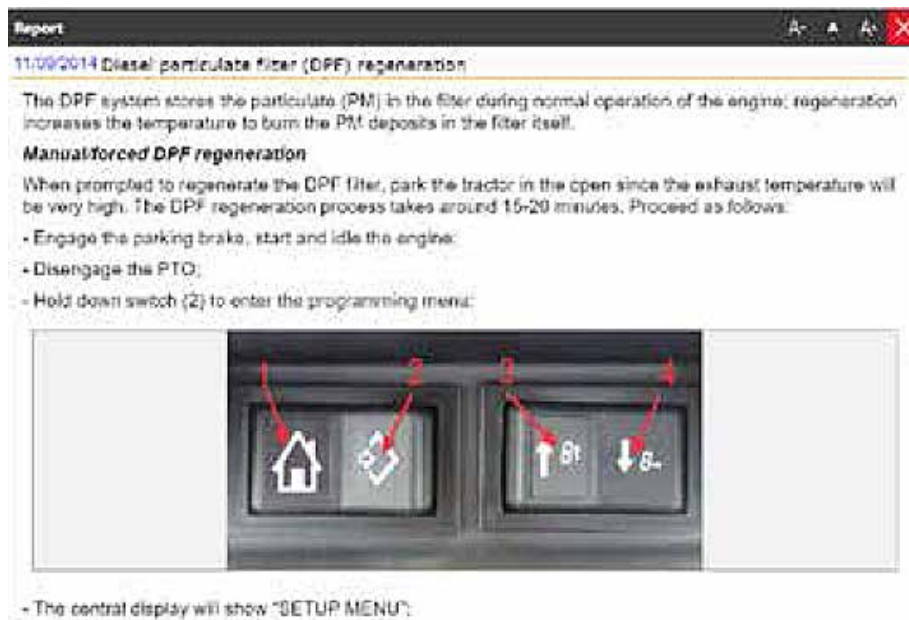 Report A- A A+ X
11/09/2014 Diesel particulate filter (DPF) regeneration
The DPF system stores the particulate (PM) in the filter during normal operation of the engine; regeneration
increases the temperature to burn the PM deposits in the filter itself.
Manual/forced DPF regeneration
When prompted to regenerate the DPF filter, park the tractor in the open since the exhaust temperature will
be very high. The DPF regeneration process takes around 15-20 minutes. Proceed as follows:
- Engage the parking brake, start and idle the engine;
- Disengage the PTO;
- Hold down switch (2) to enter the programming menu:
1 2 3 4
- The central display will show "SETUP MENU";